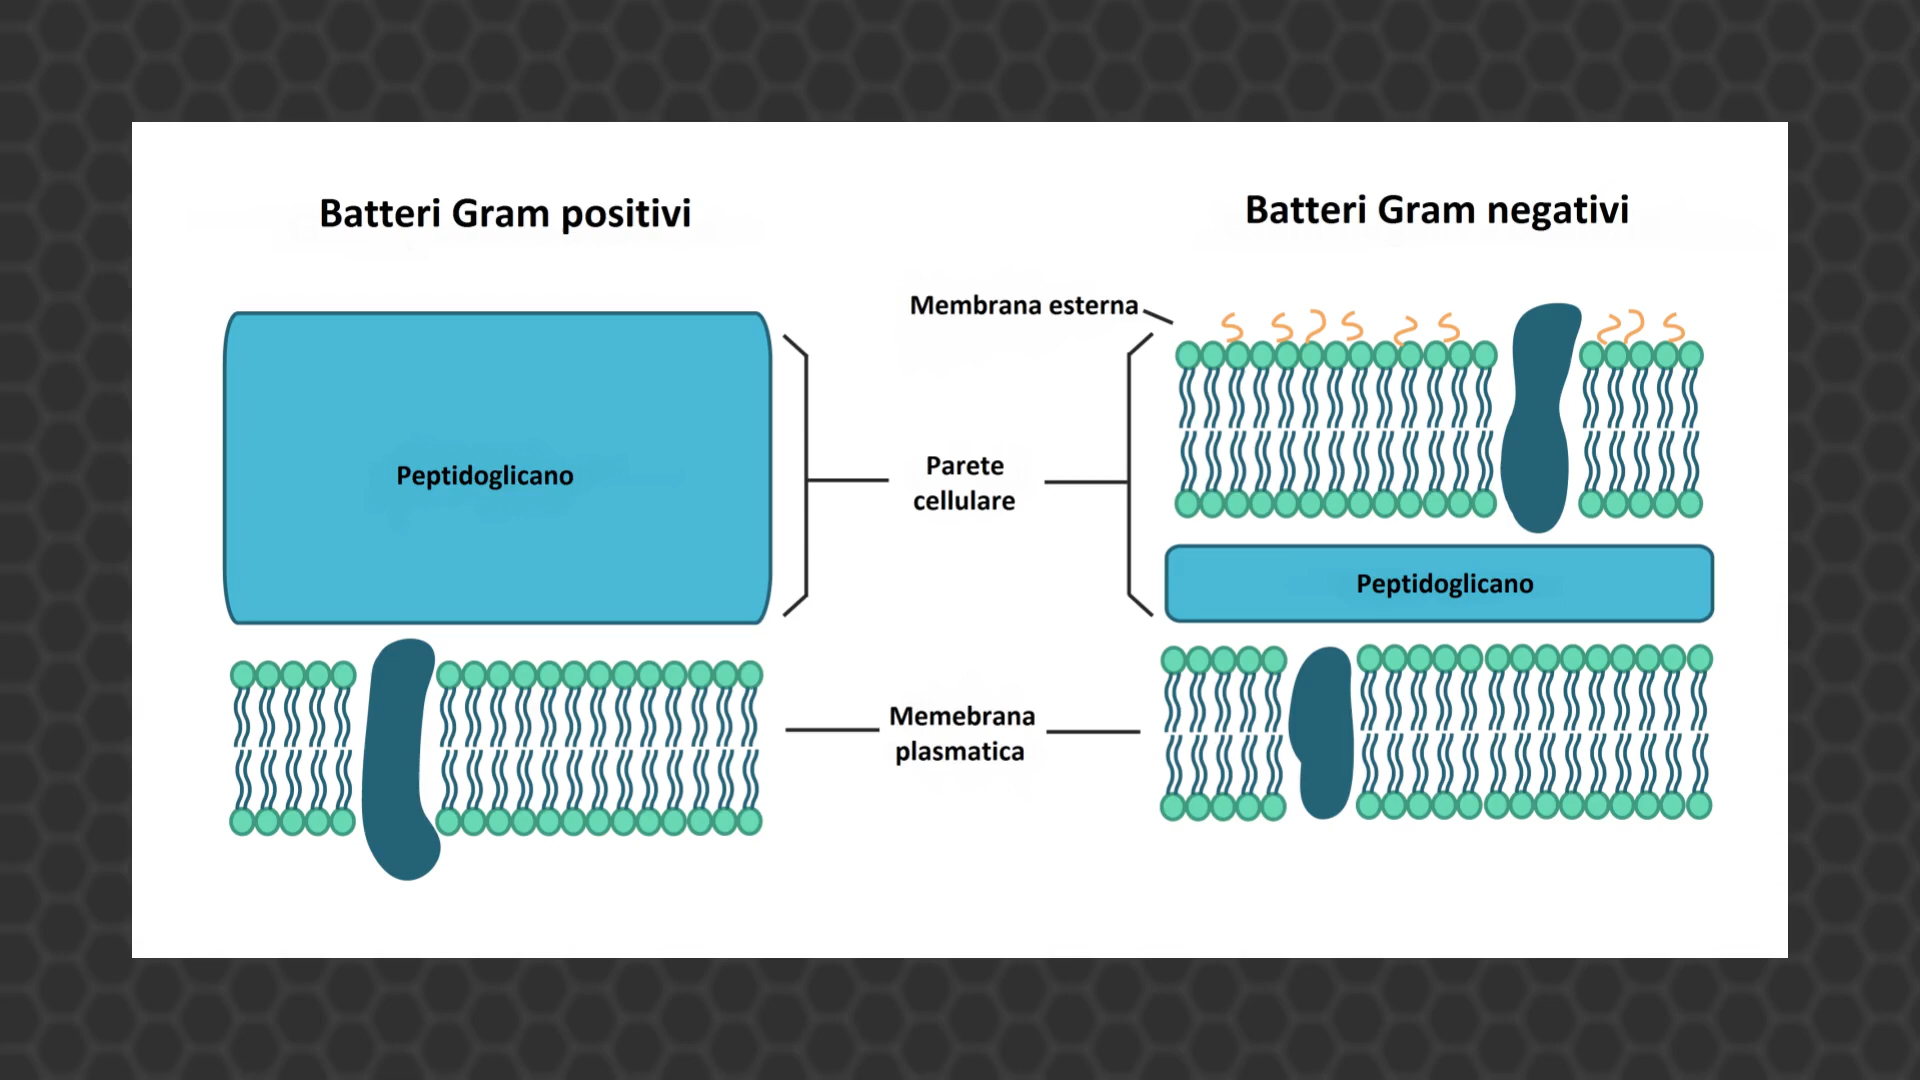 Batteri Gram positivi
Batteri Gram negativi
Membrana esterna
Peptidoglicano
Parete
cellulare
Peptidoglicano
Memebrana
plasmatica